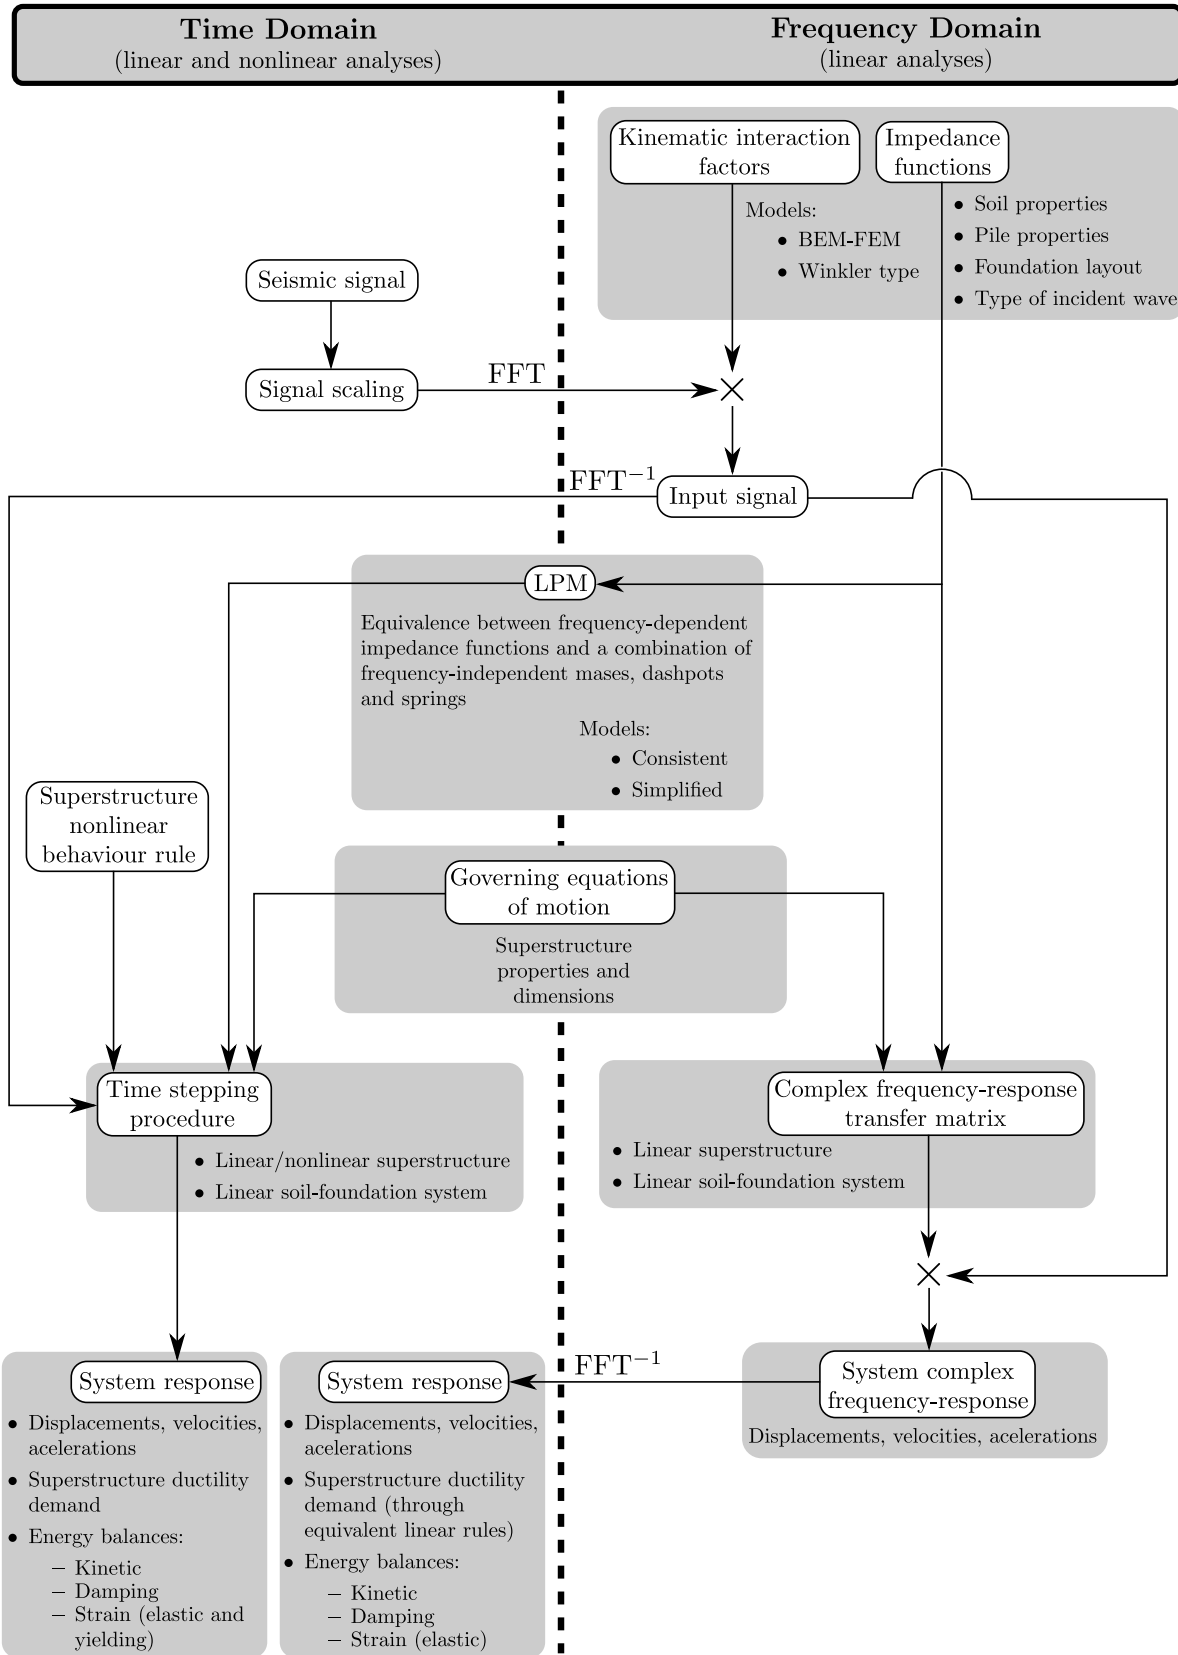 Time Domain
(linear and nonlinear analyses)
Frequency Domain
(linear analyses)
Kinematic interaction
factors
Impedance
functions
Models:
• BEM-FEM
• Winkler type
• Soil properties
• Pile properties
• Foundation layout
• Type of incident wave
Seismic signal
Signal scaling
FFT
×
FFT⁻¹
Input signal
LPM
Equivalence between frequency-dependent
impedance functions and a combination of
frequency-independent mases, dashpots
and springs
Models:
• Consistent
• Simplified
Superstructure
nonlinear
behaviour rule
Governing equations
of motion
Superstructure
properties and
dimensions
Time stepping
procedure
• Linear/nonlinear superstructure
• Linear soil-foundation system
Complex frequency-response
transfer matrix
• Linear superstructure
• Linear soil-foundation system
×
System response
• Displacements, velocities,
acelerations
• Superstructure ductility
demand
• Energy balances:
– Kinetic
– Damping
– Strain (elastic and
yielding)
System response
• Displacements, velocities,
acelerations
• Superstructure ductility
demand (through
equivalent linear rules)
• Energy balances:
– Kinetic
– Damping
– Strain (elastic)
FFT⁻¹
System complex
frequency-response
Displacements, velocities, acelerations